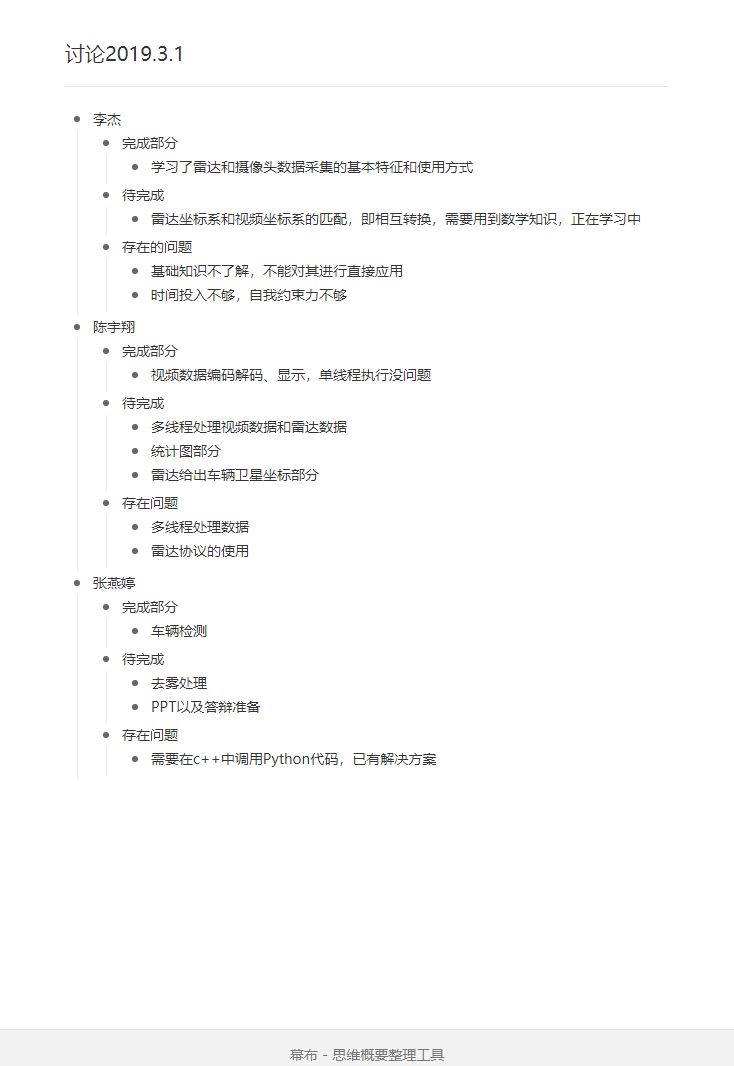 讨论2019.3.1
李杰
完成部分
学习了雷达和摄像头数据采集的基本特征和使用方式
待完成
雷达坐标系和视频坐标系的匹配，即相互转换，需要用到数学知识，正在学习中
存在的问题
基础知识不了解，不能对其进行直接应用
时间投入不够，自我约束力不够
陈宇翔
完成部分
视频数据编码解码、显示，单线程执行没问题
待完成
多线程处理视频数据和雷达数据
统计图部分
雷达给出车辆卫星坐标部分
存在问题
多线程处理数据
雷达协议的使用
张燕婷
完成部分
车辆检测
待完成
去雾处理
PPT以及答辩准备
存在问题
需要在c++中调用Python代码，已有解决方案
幕布 - 思维概要整理工具